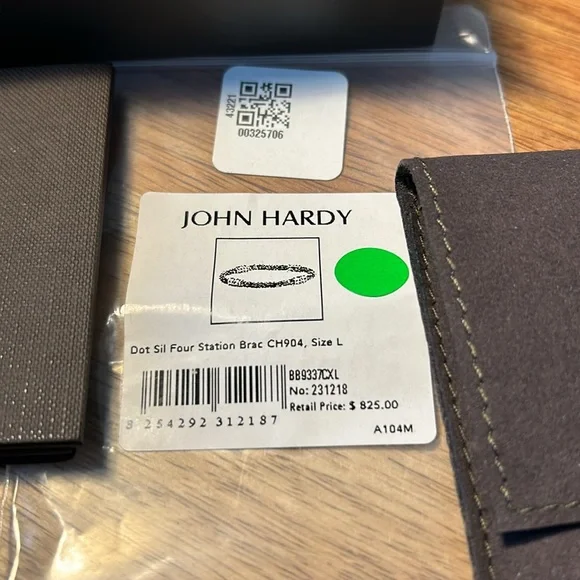 43221
00325706
JOHN HARDY
Dot Sil Four Station Brac CH904, Size L
BB9337CXL
No: 231218
Retail Price: $ 825.00
8 254292 312187
A104M